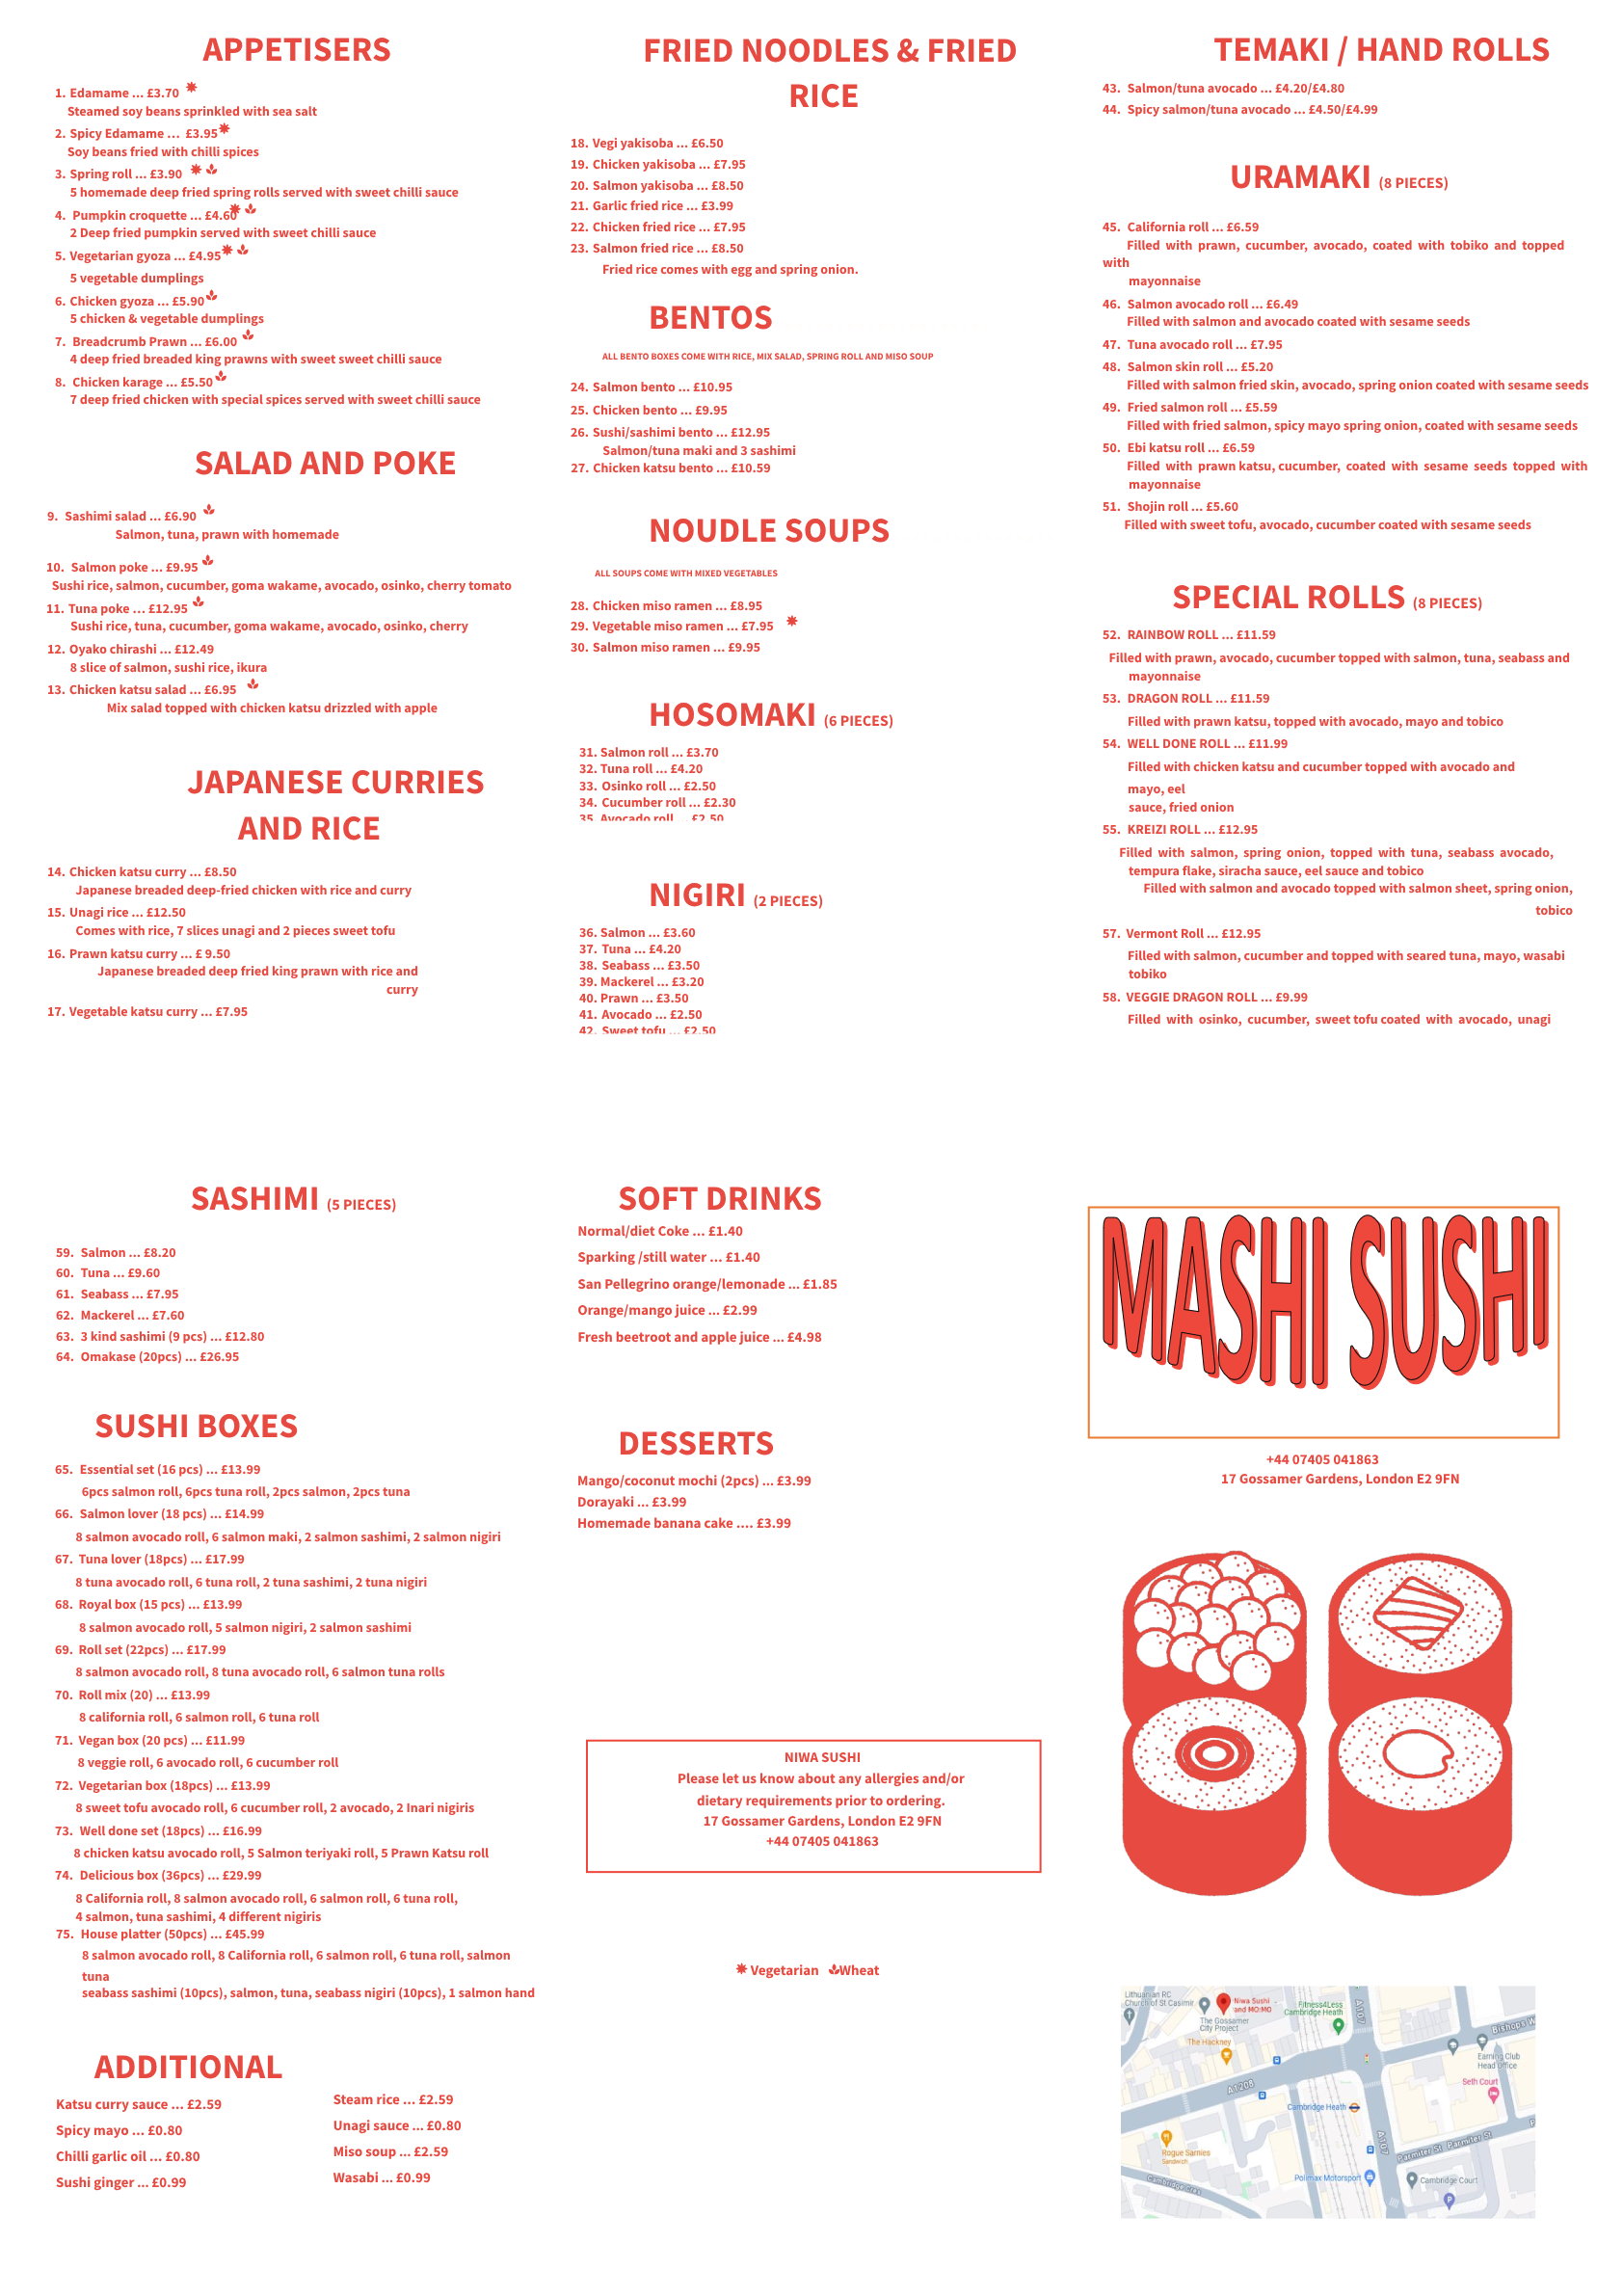 APPETISERS
1. Edamame ... £3.70
Steamed soy beans sprinkled with sea salt
2. Spicy Edamame ... £3.95
Soy beans fried with chilli spices
3. Spring roll ... £3.90
5 homemade deep fried spring rolls served with sweet chilli sauce
4. Pumpkin croquette ... £4.60
2 Deep fried pumpkin served with sweet chilli sauce
5. Vegetarian gyoza ... £4.95
5 vegetable dumplings
6. Chicken gyoza ... £5.90
5 chicken & vegetable dumplings
7. Breadcrumb Prawn ... £6.00
4 deep fried breaded king prawns with sweet sweet chilli sauce
8. Chicken karage ... £5.50
7 deep fried chicken with special spices served with sweet chilli sauce
SALAD AND POKE
9. Sashimi salad ... £6.90
Salmon, tuna, prawn with homemade
10. Salmon poke ... £9.95
Sushi rice, salmon, cucumber, goma wakame, avocado, osinko, cherry tomato
11. Tuna poke ... £12.95
Sushi rice, tuna, cucumber, goma wakame, avocado, osinko, cherry
12. Oyako chirashi ... £12.49
8 slice of salmon, sushi rice, ikura
13. Chicken katsu salad ... £6.95
Mix salad topped with chicken katsu drizzled with apple
JAPANESE CURRIES
AND RICE
14. Chicken katsu curry ... £8.50
Japanese breaded deep-fried chicken with rice and curry
15. Unagi rice ... £12.50
Comes with rice, 7 slices unagi and 2 pieces sweet tofu
16. Prawn katsu curry ... £ 9.50
Japanese breaded deep fried king prawn with rice and
curry
17. Vegetable katsu curry ... £7.95
FRIED NOODLES & FRIED
RICE
18. Vegi yakisoba ... £6.50
19. Chicken yakisoba ... £7.95
20. Salmon yakisoba ... £8.50
21. Garlic fried rice ... £3.99
22. Chicken fried rice ... £7.95
23. Salmon fried rice ... £8.50
Fried rice comes with egg and spring onion.
BENTOS
ALL BENTO BOXES COME WITH RICE, MIX SALAD, SPRING ROLL AND MISO SOUP
24. Salmon bento ... £10.95
25. Chicken bento ... £9.95
26. Sushi/sashimi bento ... £12.95
Salmon/tuna maki and 3 sashimi
27. Chicken katsu bento ... £10.59
NOUDLE SOUPS
ALL SOUPS COME WITH MIXED VEGETABLES
28. Chicken miso ramen ... £8.95
29. Vegetable miso ramen ... £7.95
30. Salmon miso ramen ... £9.95
HOSOMAKI (6 PIECES)
31. Salmon roll ... £3.70
32. Tuna roll ... £4.20
33. Osinko roll ... £2.50
34. Cucumber roll ... £2.30
35. Avocado roll ... £2.50
NIGIRI (2 PIECES)
36. Salmon ... £3.60
37. Tuna ... £4.20
38. Seabass ... £3.50
39. Mackerel ... £3.20
40. Prawn ... £3.50
41. Avocado ... £2.50
42. Sweet tofu ... £2.50
TEMAKI / HAND ROLLS
43. Salmon/tuna avocado ... £4.20/£4.80
44. Spicy salmon/tuna avocado ... £4.50/£4.99
URAMAKI (8 PIECES)
45. California roll ... £6.59
Filled with prawn, cucumber, avocado, coated with tobiko and topped
with
mayonnaise
46. Salmon avocado roll ... £6.49
Filled with salmon and avocado coated with sesame seeds
47. Tuna avocado roll ... £7.95
48. Salmon skin roll ... £5.20
Filled with salmon fried skin, avocado, spring onion coated with sesame seeds
49. Fried salmon roll ... £5.59
Filled with fried salmon, spicy mayo spring onion, coated with sesame seeds
50. Ebi katsu roll ... £6.59
Filled with prawn katsu, cucumber, coated with sesame seeds topped with
mayonnaise
51. Shojin roll ... £5.60
Filled with sweet tofu, avocado, cucumber coated with sesame seeds
SPECIAL ROLLS (8 PIECES)
52. RAINBOW ROLL ... £11.59
Filled with prawn, avocado, cucumber topped with salmon, tuna, seabass and
mayonnaise
53. DRAGON ROLL ... £11.59
Filled with prawn katsu, topped with avocado, mayo and tobico
54. WELL DONE ROLL ... £11.99
Filled with chicken katsu and cucumber topped with avocado and
mayo, eel
sauce, fried onion
55. KREIZI ROLL ... £12.95
Filled with salmon, spring onion, topped with tuna, seabass avocado,
tempura flake, siracha sauce, eel sauce and tobico
Filled with salmon and avocado topped with salmon sheet, spring onion,
tobico
57. Vermont Roll ... £12.95
Filled with salmon, cucumber and topped with seared tuna, mayo, wasabi
tobiko
58. VEGGIE DRAGON ROLL ... £9.99
Filled with osinko, cucumber, sweet tofu coated with avocado, unagi
SASHIMI (5 PIECES)
59. Salmon ... £8.20
60. Tuna ... £9.60
61. Seabass ... £7.95
62. Mackerel ... £7.60
63. 3 kind sashimi (9 pcs) ... £12.80
64. Omakase (20pcs) ... £26.95
SUSHI BOXES
65. Essential set (16 pcs) ... £13.99
6pcs salmon roll, 6pcs tuna roll, 2pcs salmon, 2pcs tuna
66. Salmon lover (18 pcs) ... £14.99
8 salmon avocado roll, 6 salmon maki, 2 salmon sashimi, 2 salmon nigiri
67. Tuna lover (18pcs) ... £17.99
8 tuna avocado roll, 6 tuna roll, 2 tuna sashimi, 2 tuna nigiri
68. Royal box (15 pcs) ... £13.99
8 salmon avocado roll, 5 salmon nigiri, 2 salmon sashimi
69. Roll set (22pcs) ... £17.99
8 salmon avocado roll, 8 tuna avocado roll, 6 salmon tuna rolls
70. Roll mix (20) ... £13.99
8 california roll, 6 salmon roll, 6 tuna roll
71. Vegan box (20 pcs) ... £11.99
8 veggie roll, 6 avocado roll, 6 cucumber roll
72. Vegetarian box (18pcs) ... £13.99
8 sweet tofu avocado roll, 6 cucumber roll, 2 avocado, 2 Inari nigiris
73. Well done set (18pcs) ... £16.99
8 chicken katsu avocado roll, 5 Salmon teriyaki roll, 5 Prawn Katsu roll
74. Delicious box (36pcs) ... £29.99
8 California roll, 8 salmon avocado roll, 6 salmon roll, 6 tuna roll,
4 salmon, tuna sashimi, 4 different nigiris
75. House platter (50pcs) ... £45.99
8 salmon avocado roll, 8 California roll, 6 salmon roll, 6 tuna roll, salmon
tuna
seabass sashimi (10pcs), salmon, tuna, seabass nigiri (10pcs), 1 salmon hand
ADDITIONAL
Katsu curry sauce ... £2.59
Spicy mayo ... £0.80
Chilli garlic oil ... £0.80
Sushi ginger ... £0.99
Steam rice ... £2.59
Unagi sauce ... £0.80
Miso soup ... £2.59
Wasabi ... £0.99
SOFT DRINKS
Normal/diet Coke ... £1.40
Sparking /still water ... £1.40
San Pellegrino orange/lemonade ... £1.85
Orange/mango juice ... £2.99
Fresh beetroot and apple juice ... £4.98
DESSERTS
Mango/coconut mochi (2pcs) ... £3.99
Dorayaki ... £3.99
Homemade banana cake .... £3.99
NIWA SUSHI
Please let us know about any allergies and/or
dietary requirements prior to ordering.
17 Gossamer Gardens, London E2 9FN
+44 07405 041863
Vegetarian Wheat
MASHI SUSHI
+44 07405 041863
17 Gossamer Gardens, London E2 9FN
Lithuanian RC
Church of St Casimir
The Gossamer
City Project
Niwa Sushi
and MO:MO
Fitness4Less
Cambridge Heath
A107
Bishops W
The Hackney
Earning Club
Head office
Seth Court
A1208
Cambridge Heath
A107
Parmiter St Parmiter St
Rogue Sarnies
Sandwich
Polimax Motorsport
Cambridge Court
Cambridge Cres